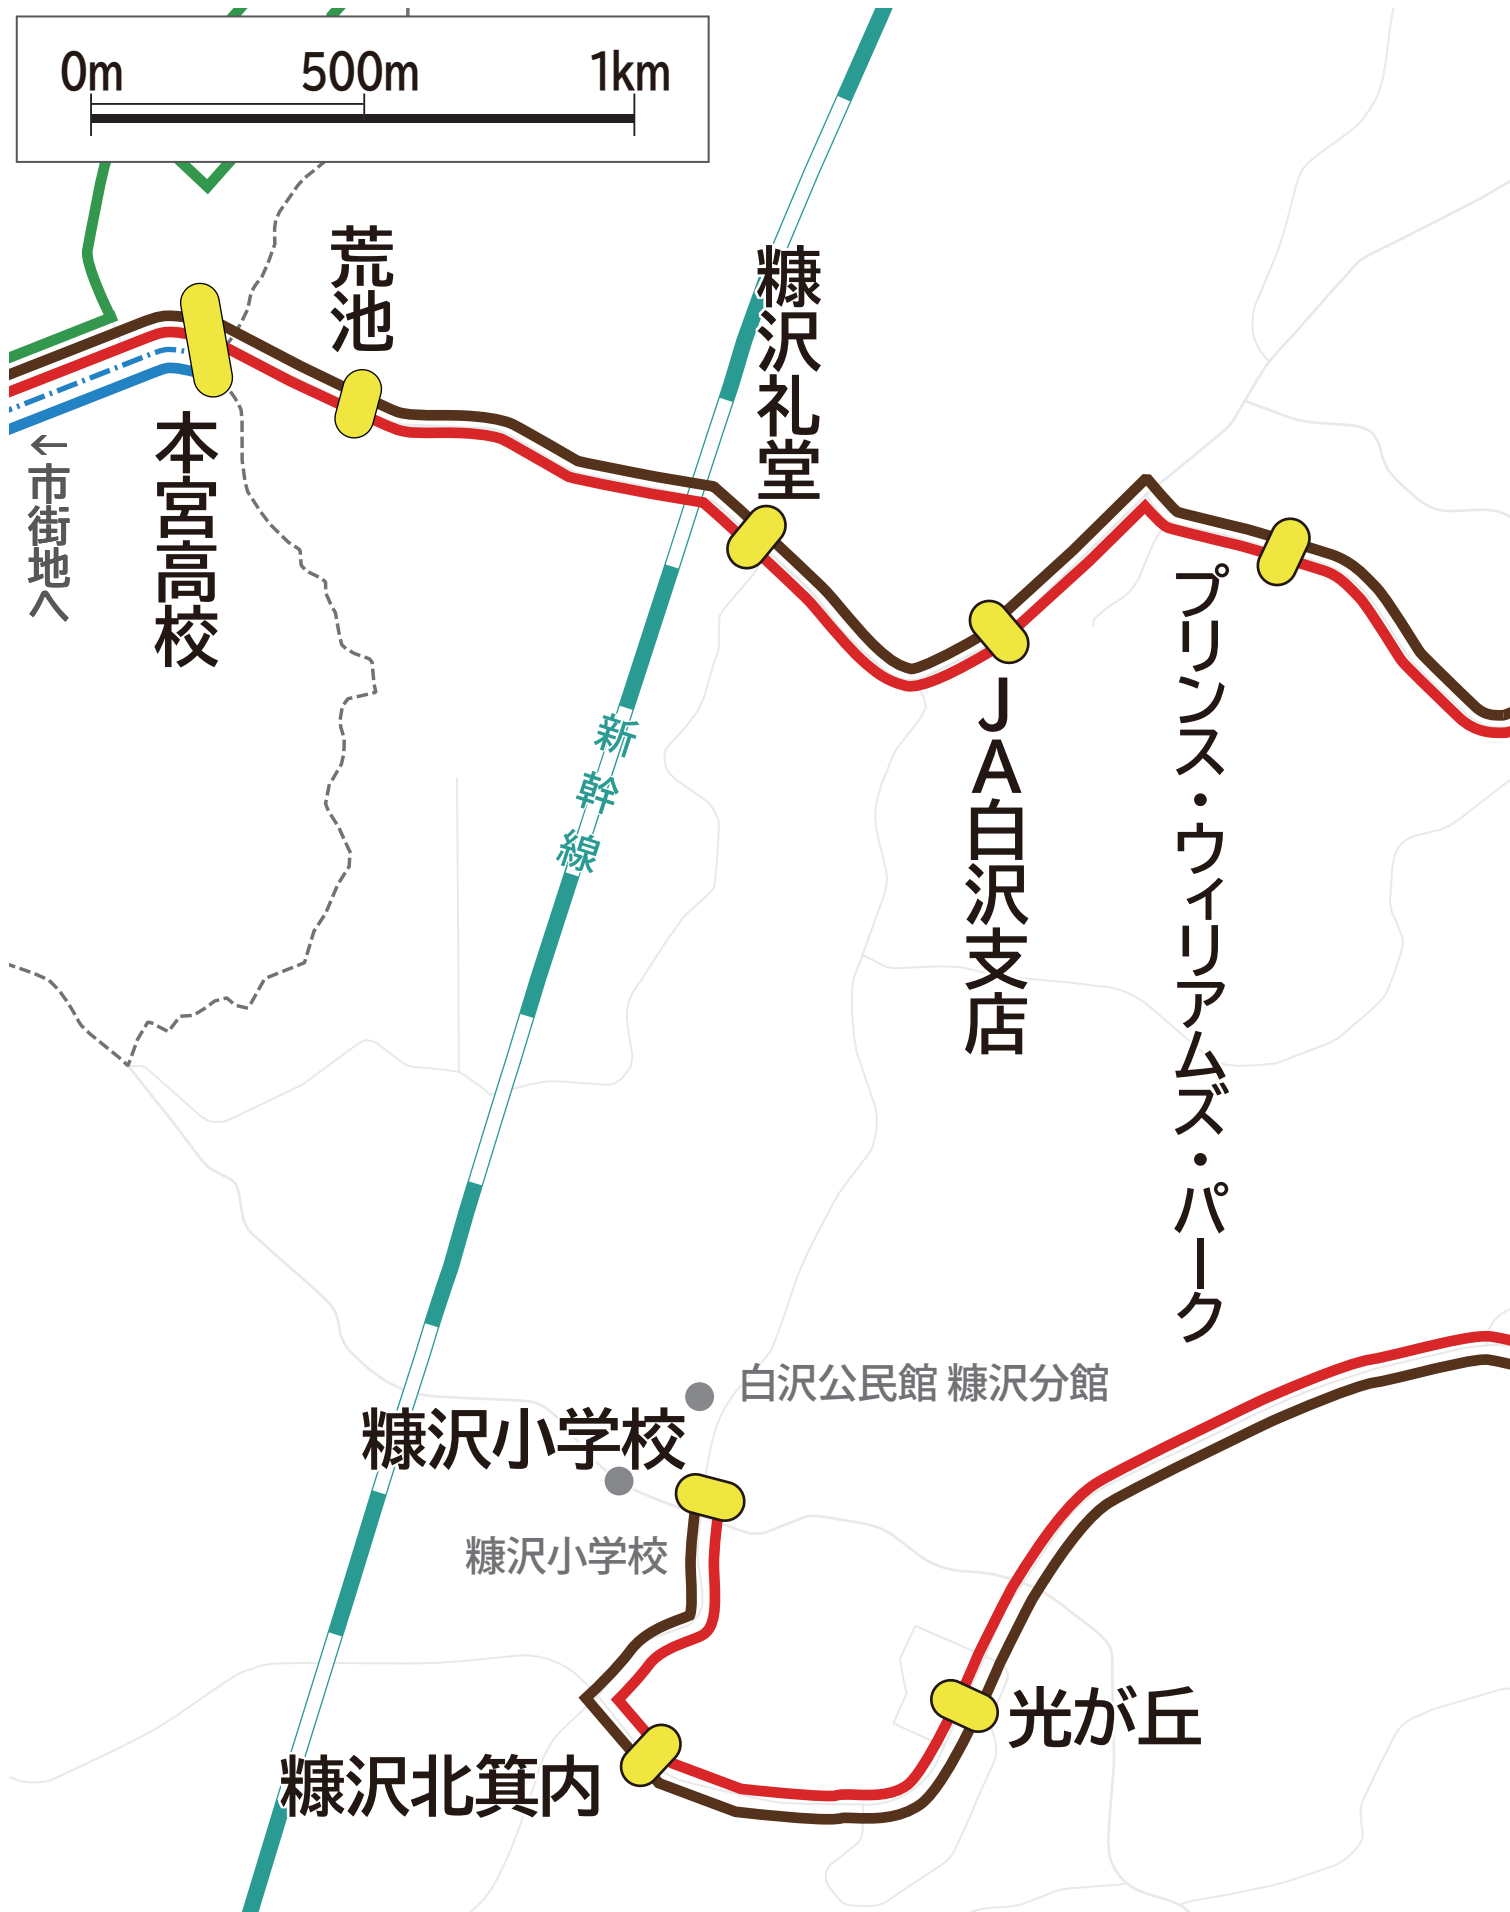 0m 500m 1km
荒池
糠沢礼堂
本宮高校
←市街地へ
新幹線
JA白沢支店
プリンス・ウィリアムズ・パーク
白沢公民館 糠沢分館
糠沢小学校
糠沢小学校
光が丘
糠沢北箕内